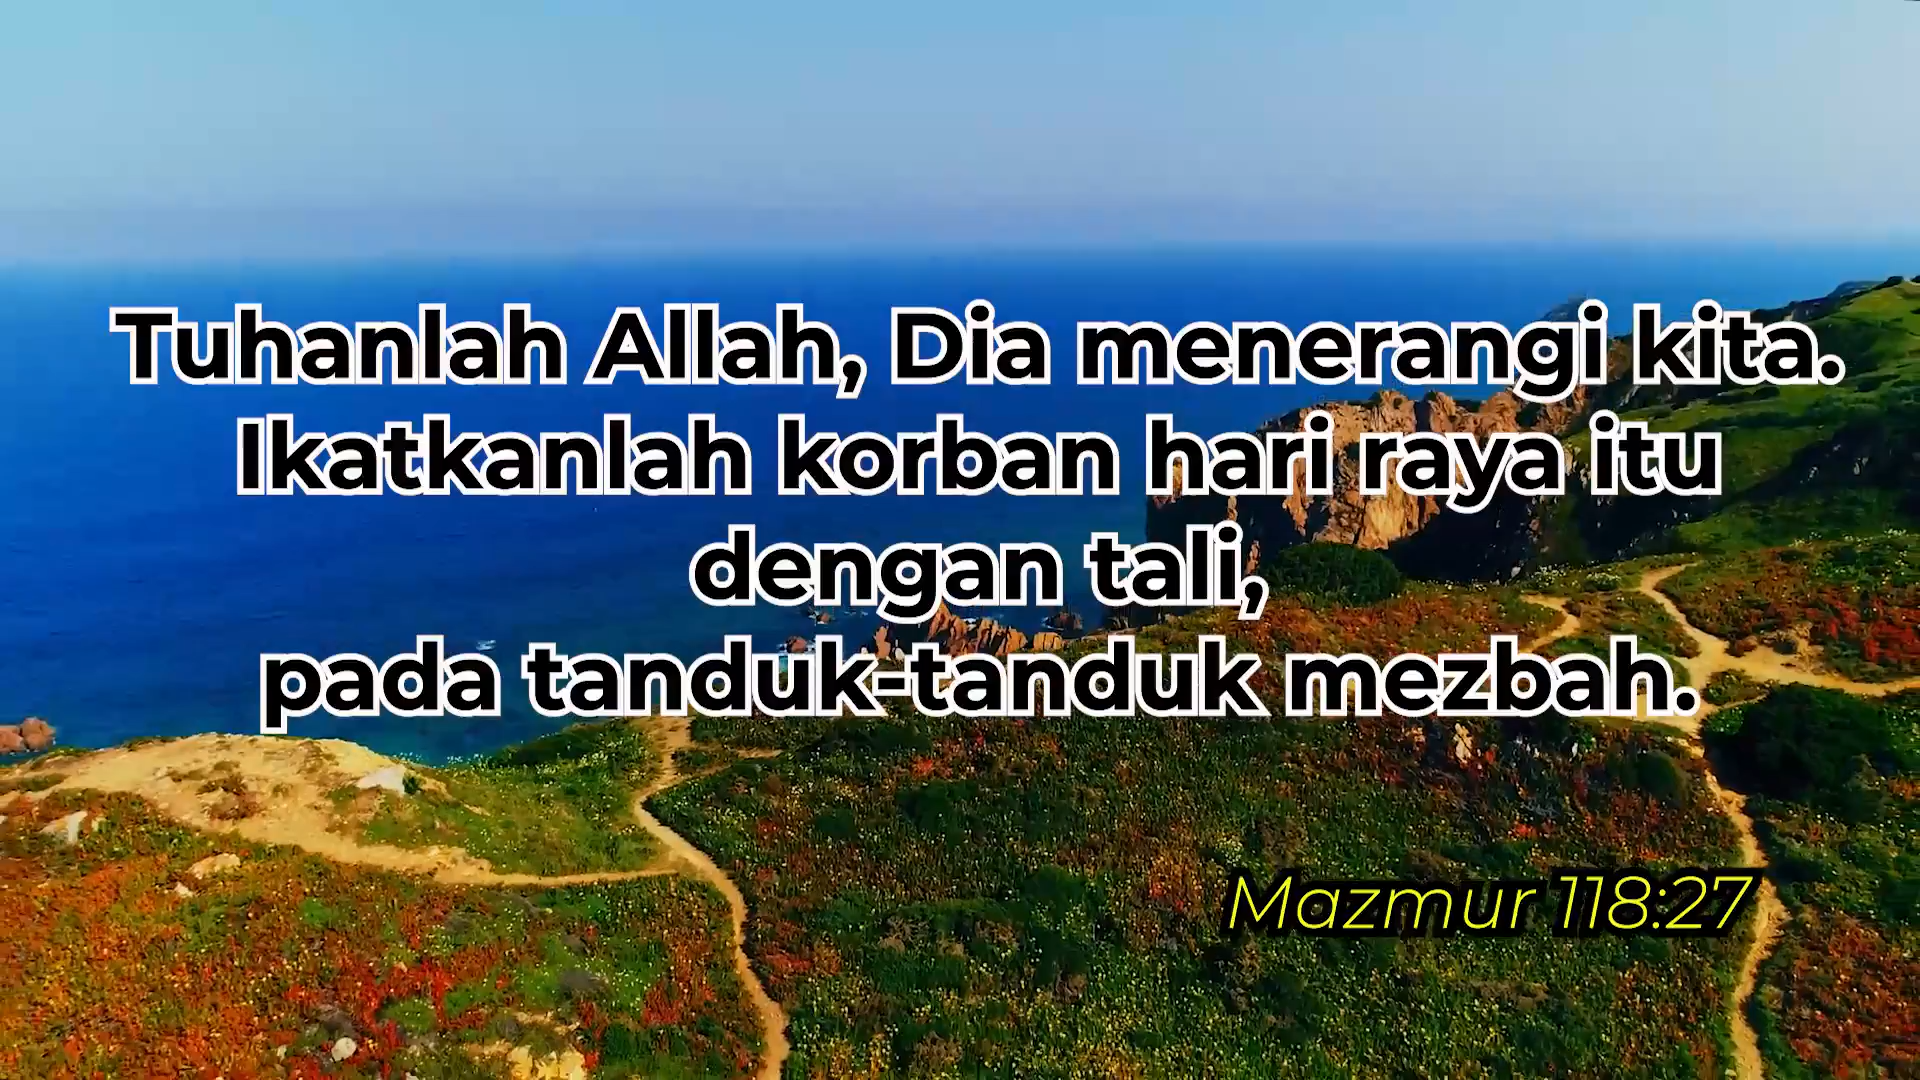 Tuhanlah Allah, Dia menerangi kita.
Ikatkanlah korban hari raya itu
dengan tali,
pada tanduk-tanduk mezbah.
Mazmur 118:27